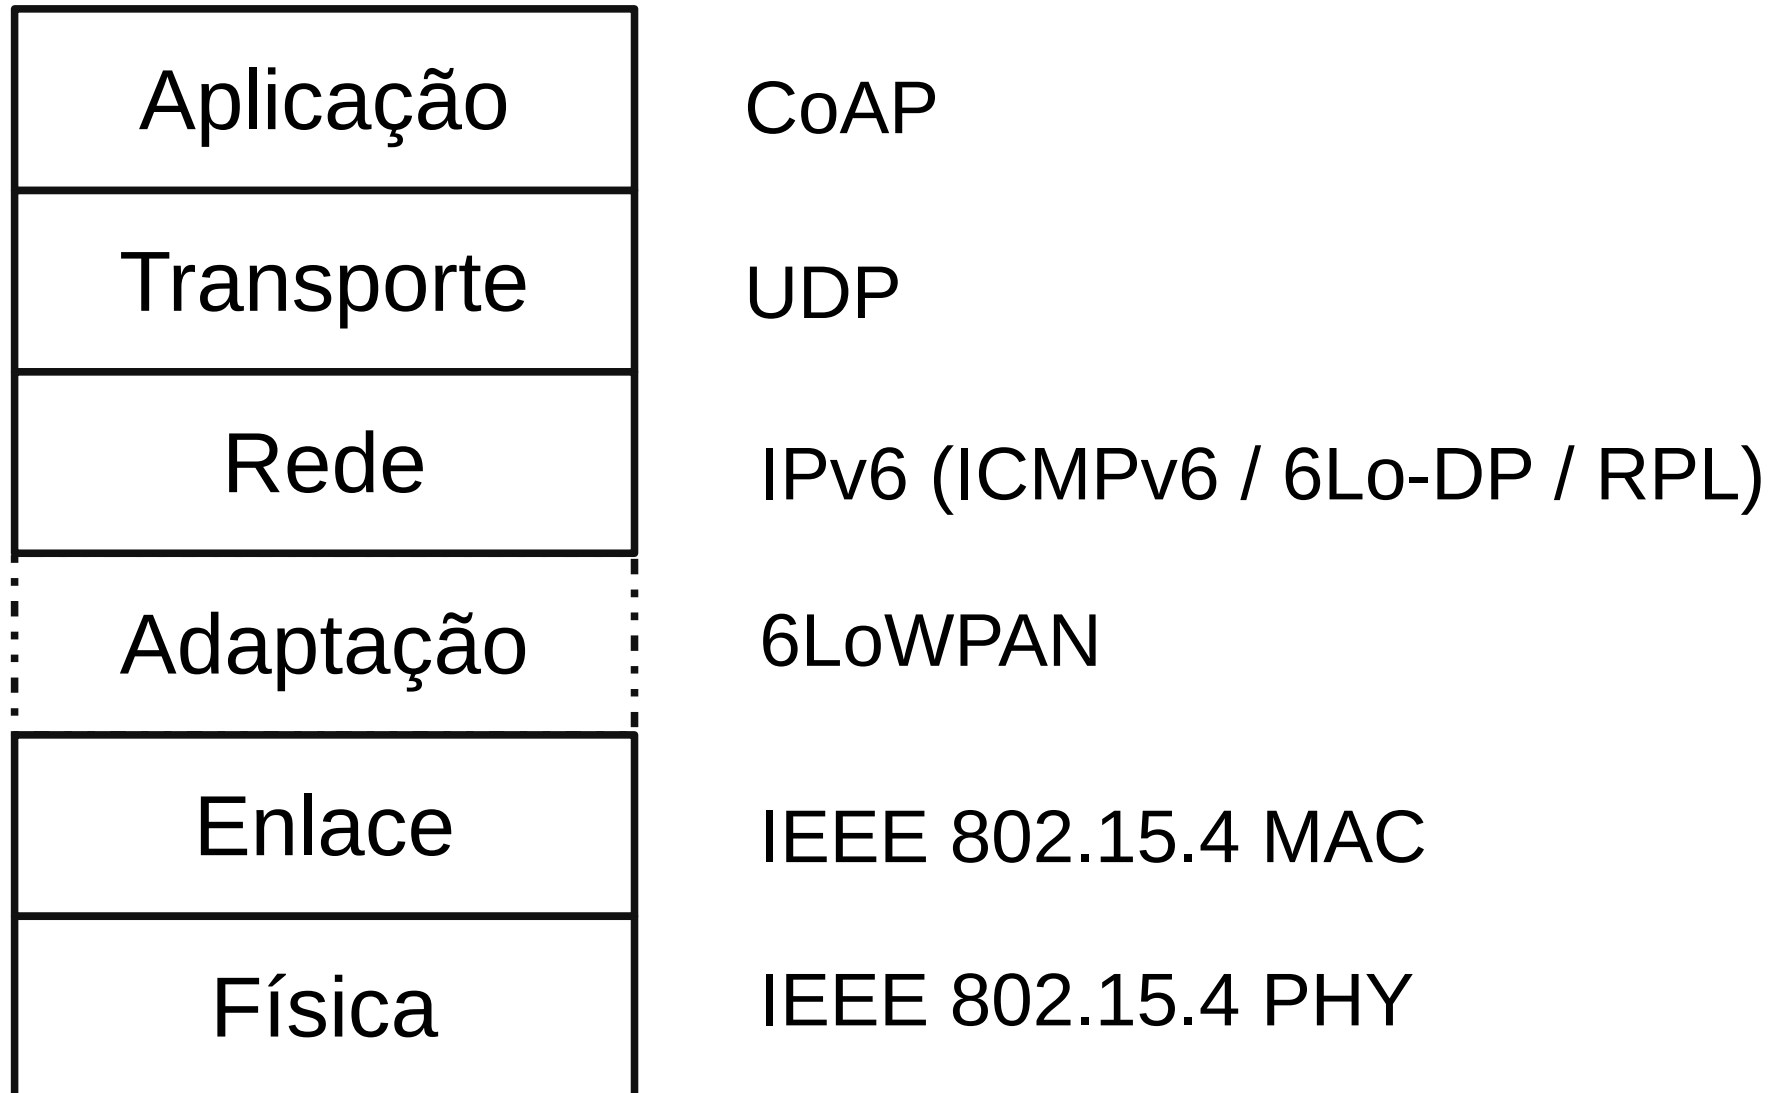 Aplicação CoAP
Transporte UDP
Rede IPv6 (ICMPv6 / 6Lo-DP / RPL)
Adaptação 6LoWPAN
Enlace IEEE 802.15.4 MAC
Física IEEE 802.15.4 PHY